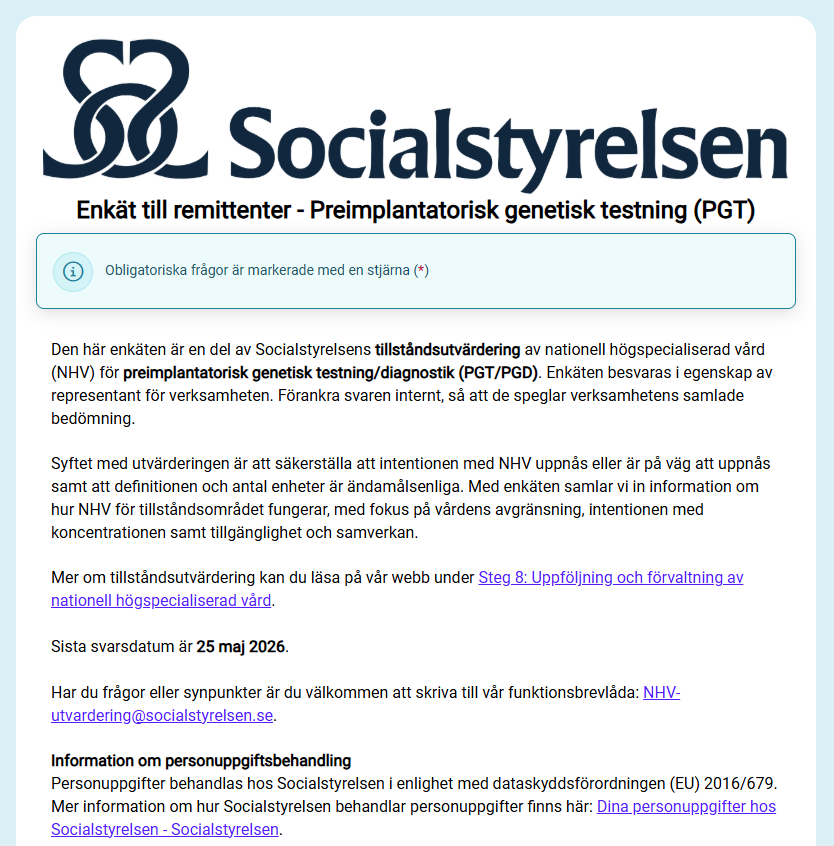 Socialstyrelsen
Enkät till remittenter - Preimplantatorisk genetisk testning (PGT)
Obligatoriska frågor är markerade med en stjärna (*)
Den här enkäten är en del av Socialstyrelsens tillståndsutvärdering av nationell högspecialiserad vård
(NHV) för preimplantatorisk genetisk testning/diagnostik (PGT/PGD). Enkäten besvaras i egenskap av
representant för verksamheten. Förankra svaren internt, så att de speglar verksamhetens samlade
bedömning.
Syftet med utvärderingen är att säkerställa att intentionen med NHV uppnås eller är på väg att uppnås
samt att definitionen och antal enheter är ändamålsenliga. Med enkäten samlar vi in information om
hur NHV för tillståndsområdet fungerar, med fokus på vårdens avgränsning, intentionen med
koncentrationen samt tillgänglighet och samverkan.
Mer om tillståndsutvärdering kan du läsa på vår webb under Steg 8: Uppföljning och förvaltning av
nationell högspecialiserad vård.
Sista svarsdatum är 25 maj 2026.
Har du frågor eller synpunkter är du välkommen att skriva till vår funktionsbrevlåda: NHV-
utvardering@socialstyrelsen.se.
Information om personuppgiftsbehandling
Personuppgifter behandlas hos Socialstyrelsen i enlighet med dataskyddsförordningen (EU) 2016/679.
Mer information om hur Socialstyrelsen behandlar personuppgifter finns här: Dina personuppgifter hos
Socialstyrelsen - Socialstyrelsen.